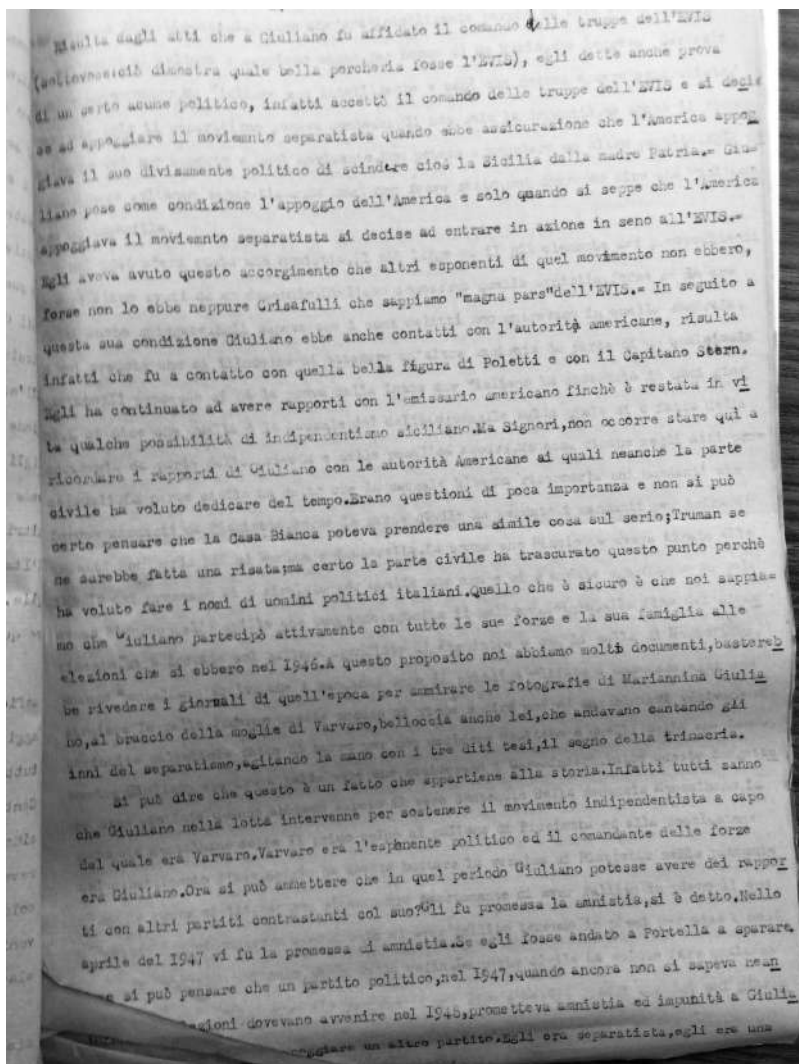 Risulta dagli atti che a Giuliano fu affidato il comando delle truppe dell'EVIS
(sottovoce:ciò dimostra quale bella porcheria fosse l'EVIS), egli dette anche prova
di un certo acume politico, infatti accettò il comando delle truppe dell'EVIS e si decis
se ad appoggiare il moviemnto separatista quando ebbe assicurazione che l'America appog
giava il suo divisamente politico di scindere cioè la Sicilia dalla madre Patria.= Giu=
liano pose come condizione l'appoggio dell'America e solo quando si seppe che l'America
appoggiava il moviemnto separatista si decise ad entrare in azione in seno all'EVIS.=
Egli aveva avuto questo accorgimento che altri esponenti di quel movimento non ebbero,
forse non lo ebbe neppure Crisafulli che sappiamo "magna pars"dell'EVIS.= In seguito a
questa sua condizione Giuliano ebbe anche contatti con l'autorità americane, risulta
infatti che fu a contatto con quella bella figura di Poletti e con il Capitano Stern.
Egli ha continuato ad avere rapporti con l'emissario americano finchè è restata in vi
ta qualche possibilità di indipendentismo siciliano.Ma Signori,non occorre stare quì a
ricordare i rapporti di Giuliano con le autorità Americane ai quali neanche la parte
civile ha voluto dedicare del tempo.Erano questioni di poca importanza e non si può
certo pensare che la Casa Bianca poteva prendere una simile cosa sul serio;Truman se
ne sarebbe fatta una risata;ma certo la parte civile ha trascurato questo punto perchè
ha voluto fare i nomi di uomini politici italiani.Quello che è sicuro è che noi sappia=
mo che Giuliano partecipò attivamente con tutte le sue forze e la sua famiglia alle
elezioni che si ebbero nel 1946.A questo proposito noi abbiamo molti documenti,bastereb
be rivedere i giornali di quell'epoca per ammirare le fotografie di Mariannina Giulia
no,al braccio della moglie di Varvaro,belloccia anche lei,che andavano cantando gli
inni del separatismo,agitando la mano con i tre diti tesi,il segno della trinacria.
Si può dire che questo è un fatto che appartiene alla storia.Infatti tutti sanno
che Giuliano nella lotta intervenne per sostenere il movimento indipendentista a capo
del quale era Varvaro.Varvaro era l'esponente politico ed il comandante delle forze
era Giuliano.Ora si può ammettere che in quel periodo Giuliano potesse avere dei rappor
ti con altri partiti contrastanti col suo?Gli fu promessa la amnistia,si è detto.Nello
aprile del 1947 vi fu la promessa di amnistia.Se egli fosse andato a Portella a sparare.
si può pensare che un partito politico,nel 1947,quando ancora non si sapeva nean
dovevano avvenire nel 1948,prometteva amnistia ed impunità a Giulia
un altro partito.Egli era separatista,egli era una